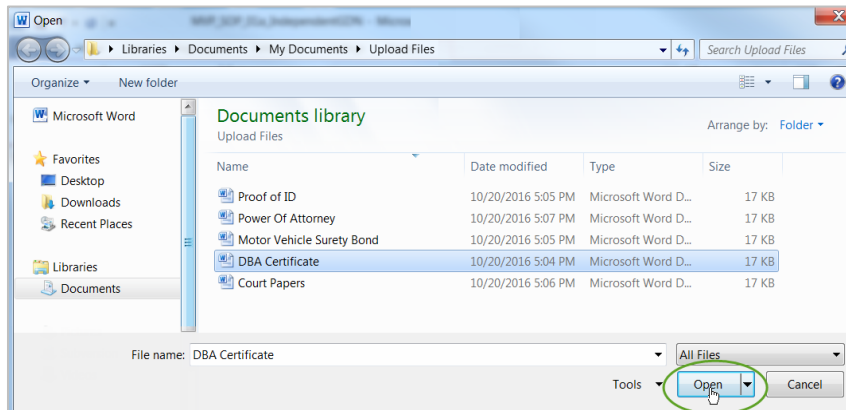 W Open
Libraries Documents My Documents Upload Files Search Upload Files
Organize New folder
Microsoft Word
Favorites
Desktop
Downloads
Recent Places
Libraries
Documents
Documents library
Upload Files
Arrange by: Folder
Name Date modified Type Size
Proof of ID 10/20/2016 5:05 PM Microsoft Word D... 17 KB
Power Of Attorney 10/20/2016 5:07 PM Microsoft Word D... 17 KB
Motor Vehicle Surety Bond 10/20/2016 5:05 PM Microsoft Word D... 17 KB
DBA Certificate 10/20/2016 5:04 PM Microsoft Word D... 17 KB
Court Papers 10/20/2016 5:06 PM Microsoft Word D... 17 KB
File name: DBA Certificate All Files
Tools Open Cancel